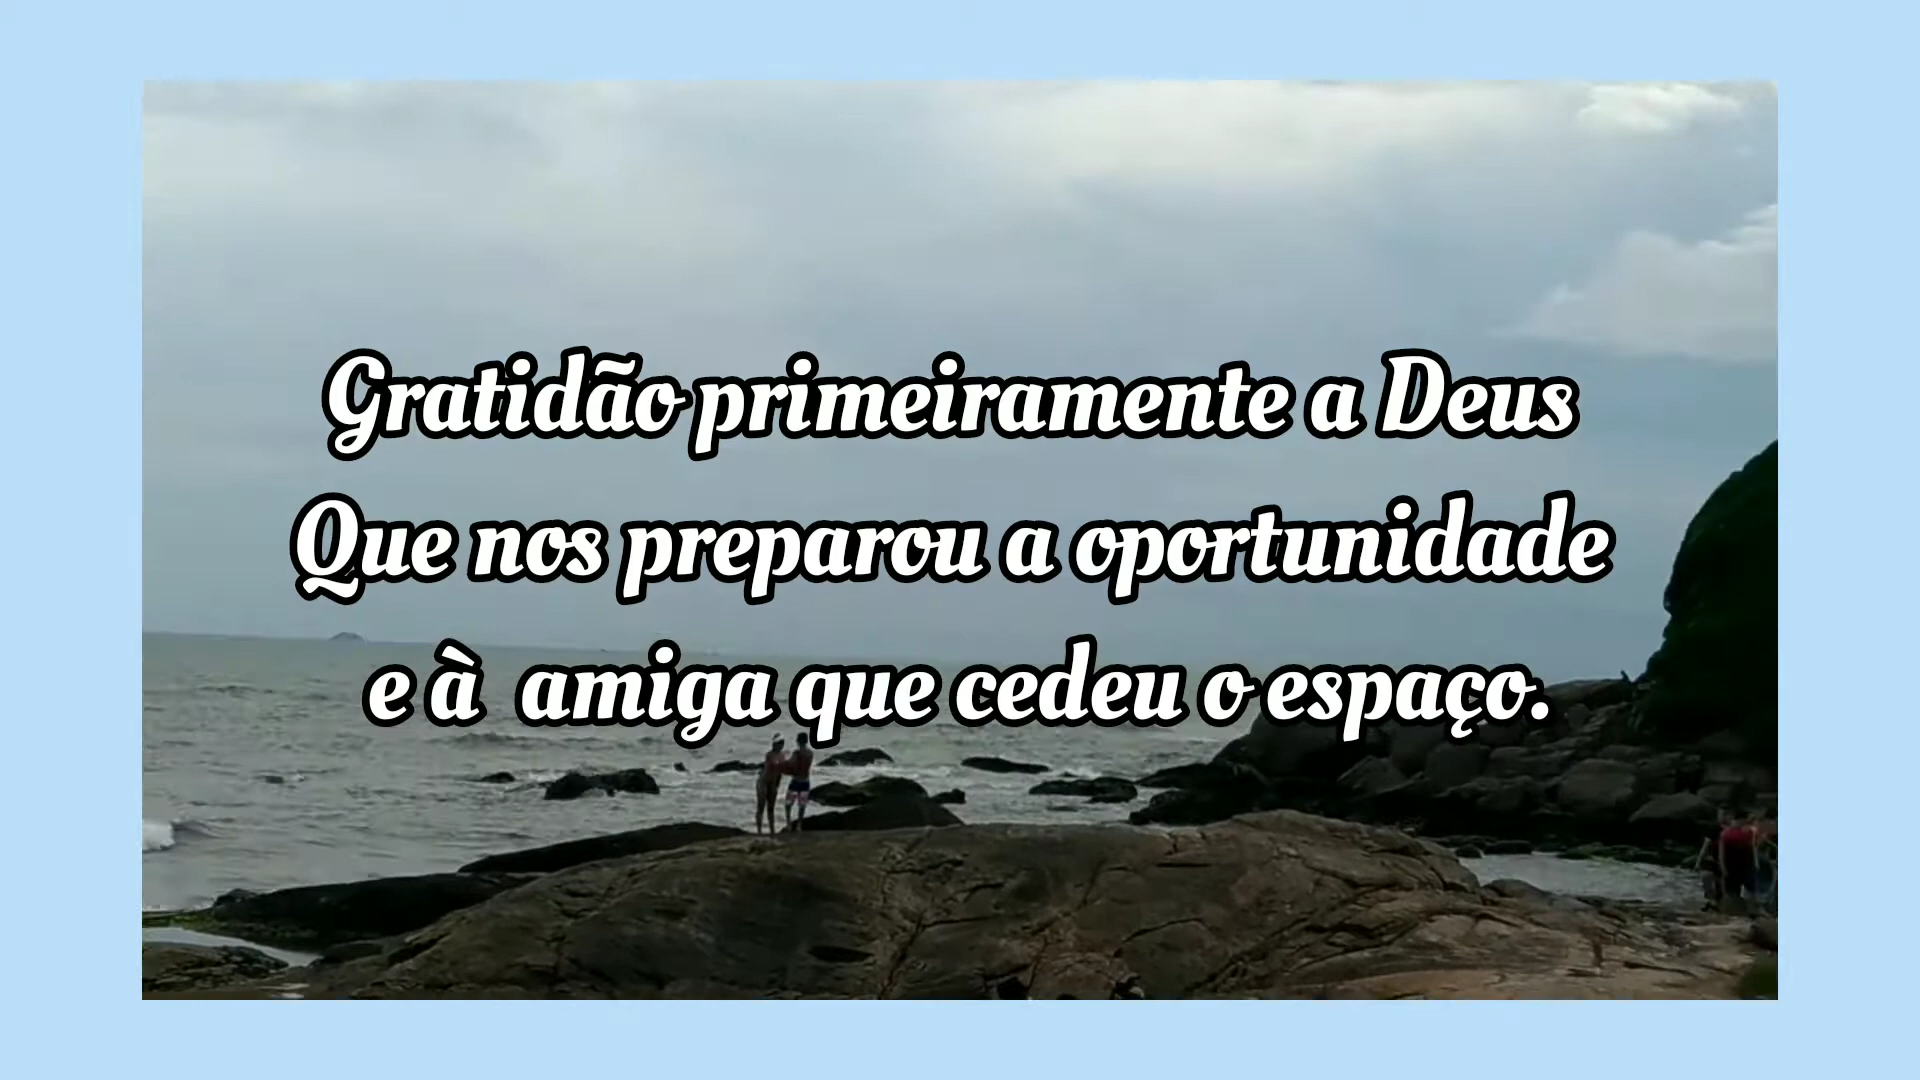 Gratidão primeiramente a Deus
Que nos preparou a oportunidade
e à amiga que cedeu o espaço.